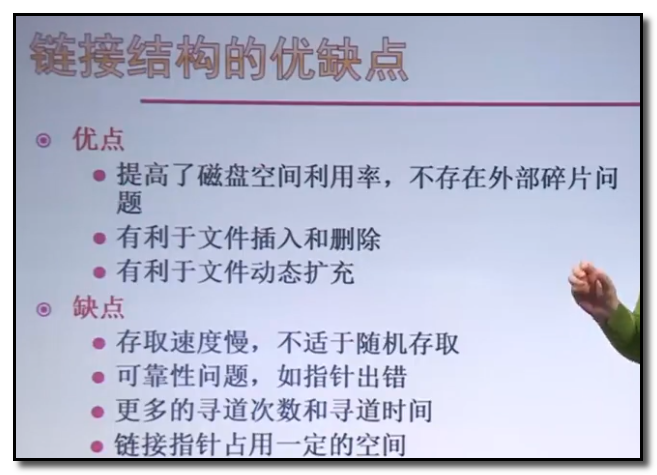 链接结构的优缺点
优点
提高了磁盘空间利用率，不存在外部碎片问
题
有利于文件插入和删除
有利于文件动态扩充
缺点
存取速度慢，不适于随机存取
可靠性问题，如指针出错
更多的寻道次数和寻道时间
链接指针占用一定的空间